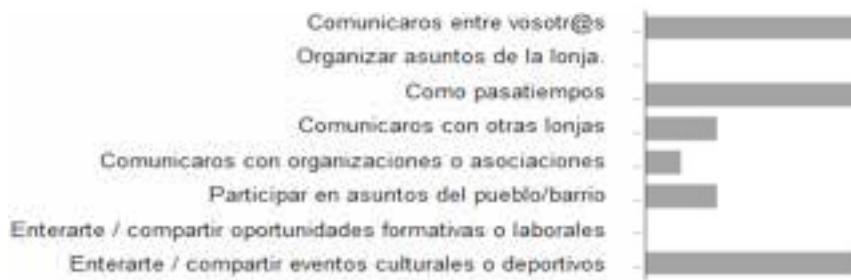 Comunicaros entre vosotr@s
Organizar asuntos de la lonja.
Como pasatiempos
Comunicaros con otras lonjas
Comunicaros con organizaciones o asociaciones
Participar en asuntos del pueblo/barrio
Enterarte / compartir oportunidades formativas o laborales
Enterarte / compartir eventos culturales o deportivos